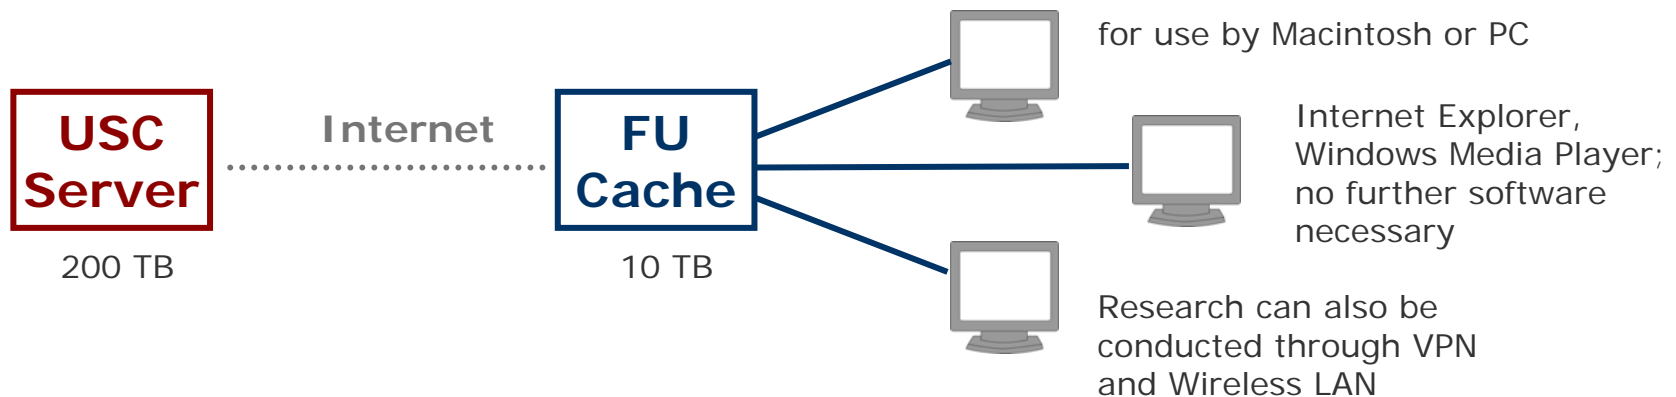 USC
Server
200 TB
Internet
FU
Cache
10 TB
for use by Macintosh or PC
Internet Explorer,
Windows Media Player;
no further software
necessary
Research can also be
conducted through VPN
and Wireless LAN